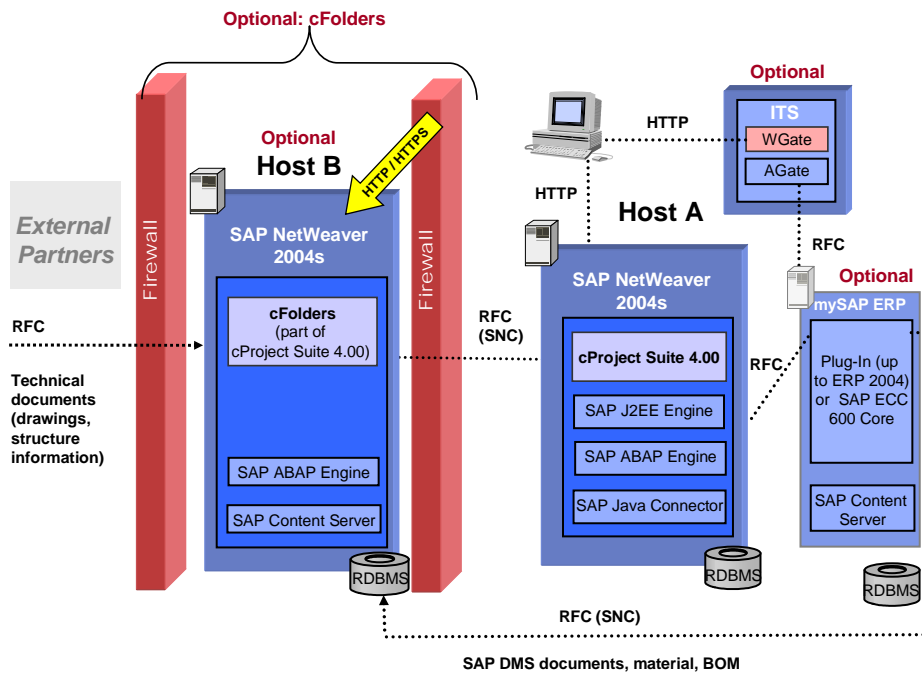 Optional: cFolders
Optional
ITS
WGate
AGate
HTTP
HTTP
RFC
Optional
Host B
HTTP / HTTPS
Host A
External
Partners
Firewall
Firewall
SAP NetWeaver
2004s
cFolders
(part of
cProject Suite 4.00)
SAP ABAP Engine
SAP Content Server
RDBMS
RFC
Technical
documents
(drawings,
structure
information)
RFC
(SNC)
SAP NetWeaver
2004s
cProject Suite 4.00
SAP J2EE Engine
SAP ABAP Engine
SAP Java Connector
RDBMS
RFC
Optional
mySAP ERP
Plug-In (up
to ERP 2004)
or SAP ECC
600 Core
SAP Content
Server
RDBMS
RFC (SNC)
SAP DMS documents, material, BOM